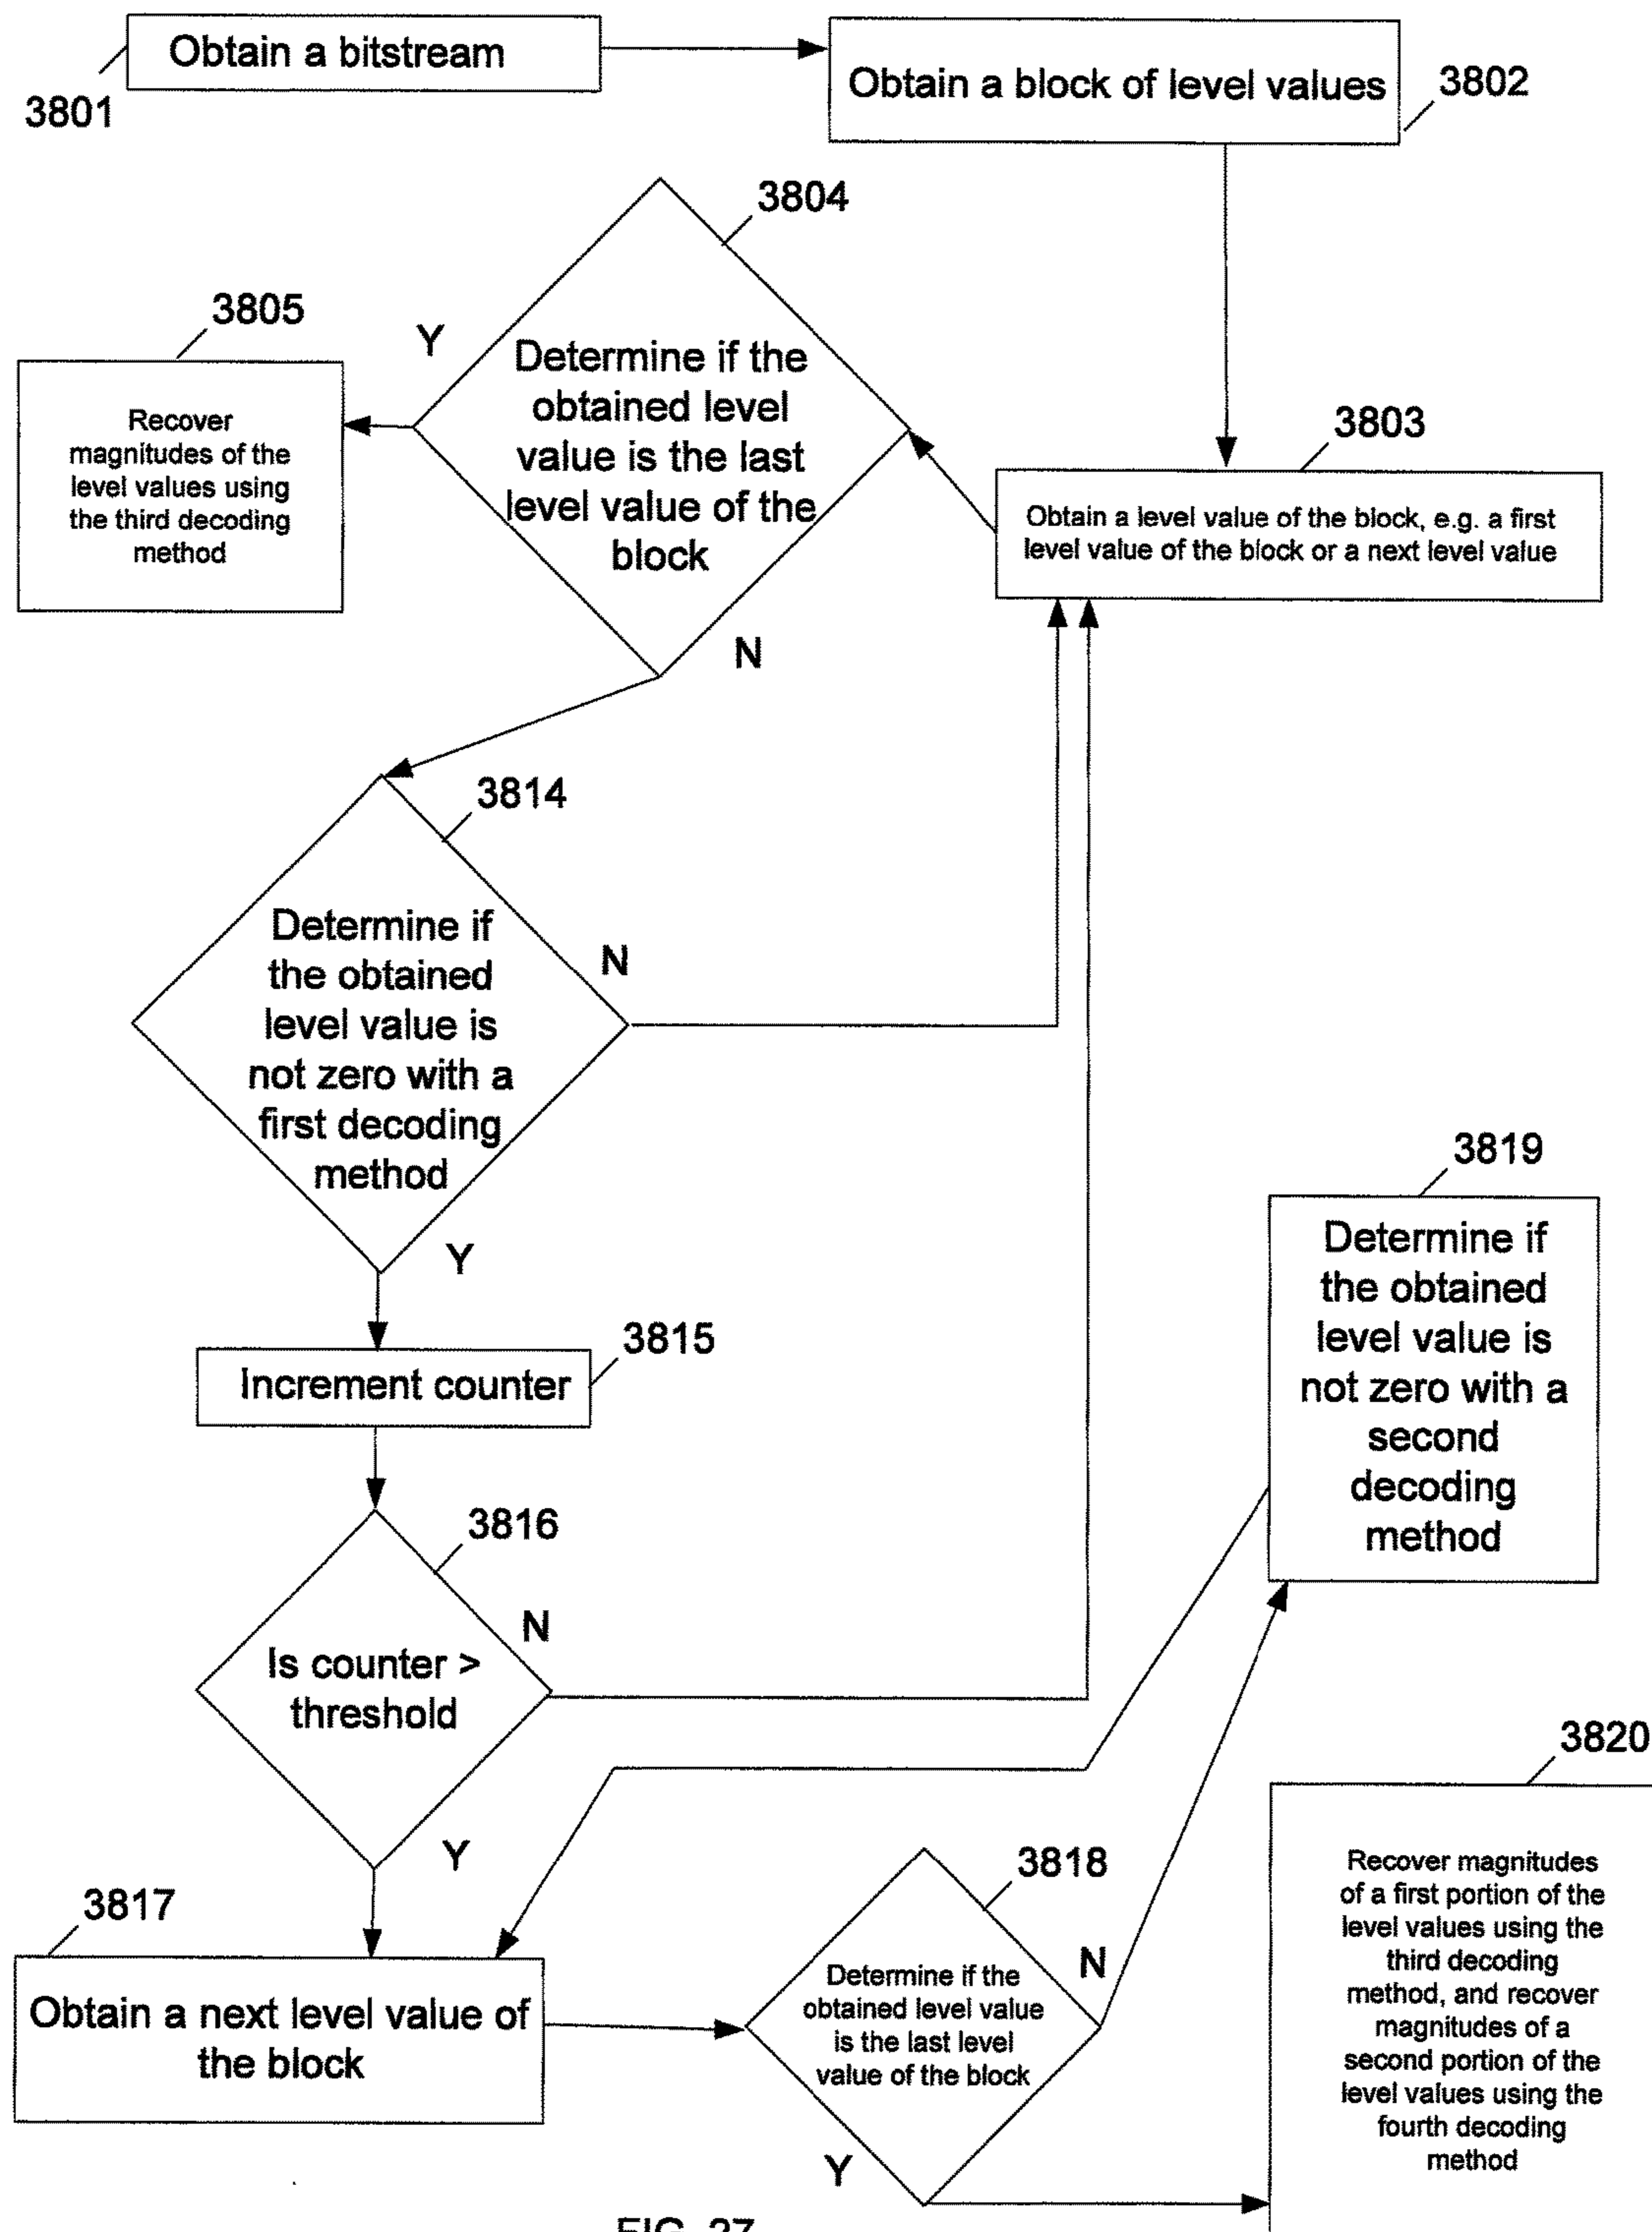 Obtain a bitstream
3801
Obtain a block of level values
3802
3804
Determine if the
obtained level
value is the last
level value of the
block
Y
N
3805
Recover
magnitudes of the
level values using
the third decoding
method
3803
Obtain a level value of the block, e.g. a first
level value of the block or a next level value
3814
Determine if
the obtained
level value is
not zero with a
first decoding
method
N
Y
3815
Increment counter
3816
Is counter >
threshold
N
Y
3819
Determine if
the obtained
level value is
not zero with a
second
decoding
method
3817
Obtain a next level value of
the block
3818
Determine if the
obtained level value
is the last level
value of the block
N
Y
3820
Recover magnitudes
of a first portion of the
level values using the
third decoding
method, and recover
magnitudes of a
second portion of the
level values using the
fourth decoding
method
FIG. 27